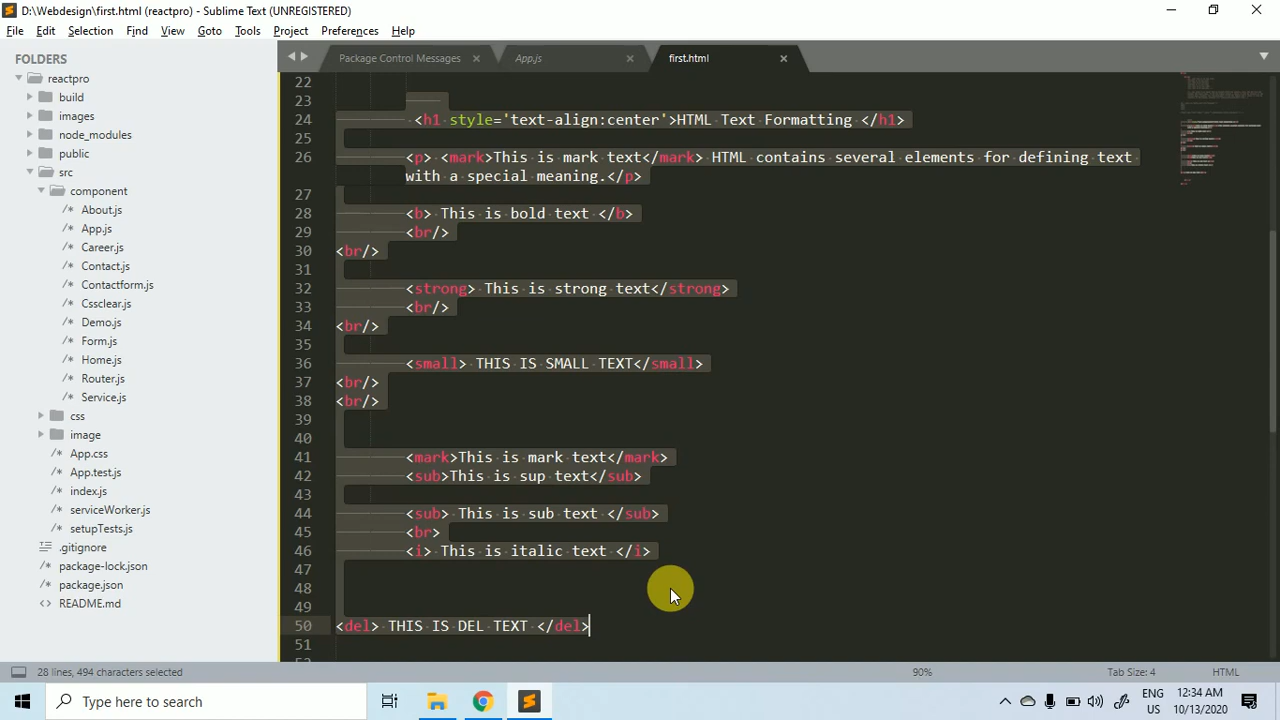 D:\Webdesign\first.html (reactpro) - Sublime Text (UNREGISTERED)
File Edit Selection Find View Goto Tools Project Preferences Help
FOLDERS
reactpro
build
images
node_modules
public
src
component
/* About.js
/* App.js
/* Career.js
/* Contact.js
/* Contactform.js
/* Cssclear.js
/* Demo.js
/* Form.js
/* Home.js
/* Router.js
/* Service.js
css
image
App.css
App.test.js
/* index.js
/* serviceWorker.js
/* setupTests.js
.gitignore
/* package-lock.json
/* package.json
<> README.md
Package Control Messages App.js first.html
22
23
24 <h1 style='text-align:center'>HTML Text Formatting </h1>
25
26 <p> <mark>This is mark text</mark> HTML contains several elements for defining text
with a special meaning.</p>
27
28 <b> This is bold text </b>
29 <br/>
30 <br/>
31
32 <strong> This is strong text</strong>
33 <br/>
34 <br/>
35
36 <small> THIS IS SMALL TEXT</small>
37 <br/>
38 <br/>
39
40
41 <mark>This is mark text</mark>
42 <sub>This is sup text</sub>
43
44 <sub> This is sub text </sub>
45 <br>
46 <i> This is italic text </i>
47
48
49
50 <del> THIS IS DEL TEXT </del>
51
28 lines, 494 characters selected 90% Tab Size: 4 HTML
Type here to search
ENG
US
12:34 AM
10/13/2020